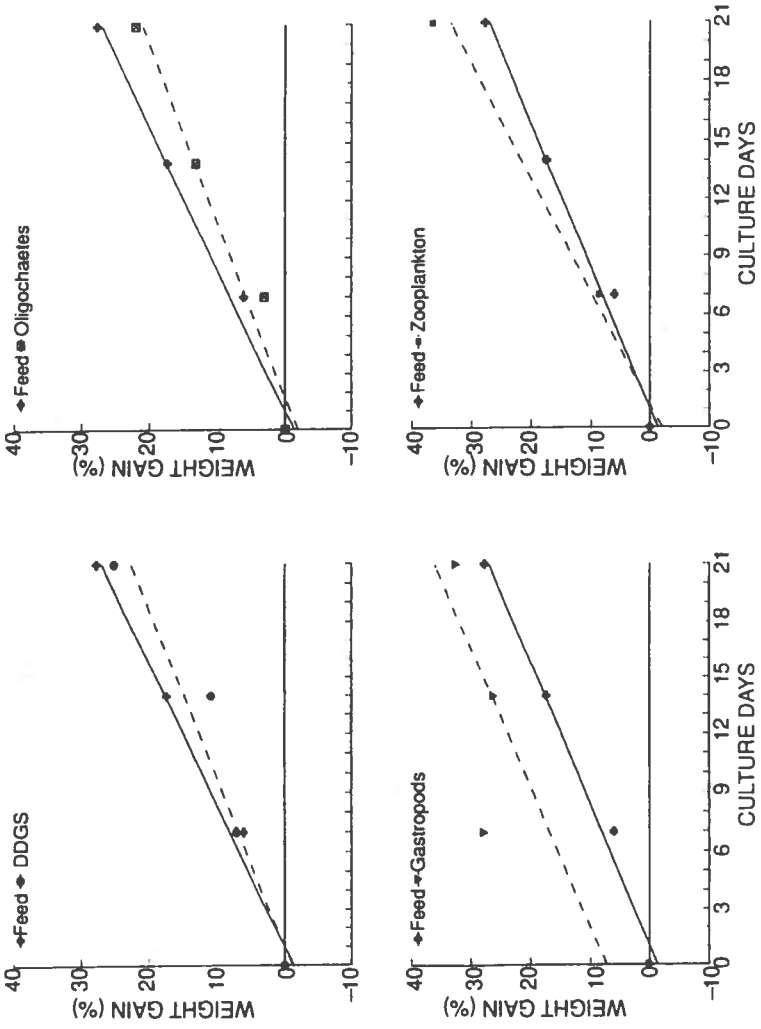 Feed DDGS
WEIGHT GAIN (%)
40
30
20
10
0
-10
Feed Oligochaetes
WEIGHT GAIN (%)
40
30
20
10
0
-10
Feed Gastropods
WEIGHT GAIN (%)
40
30
20
10
0
-10
0 3 6 9 12 15 18 21
CULTURE DAYS
Feed Zooplankton
WEIGHT GAIN (%)
40
30
20
10
0
-10
0 3 6 9 12 15 18 21
CULTURE DAYS